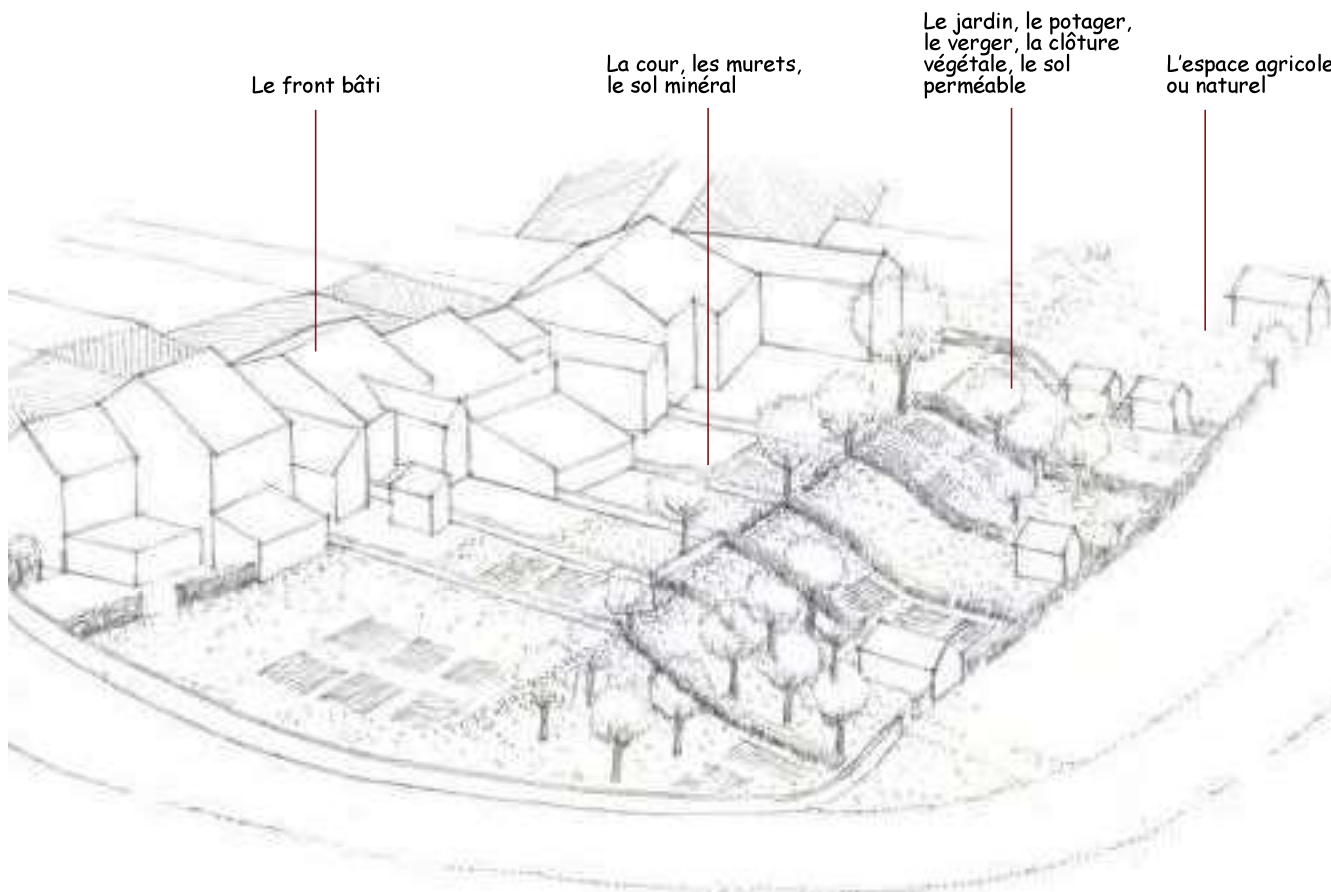 Le front bâti
La cour, les murets,
le sol minéral
Le jardin, le potager,
le verger, la clôture
végétale, le sol
perméable
L'espace agricole
ou naturel